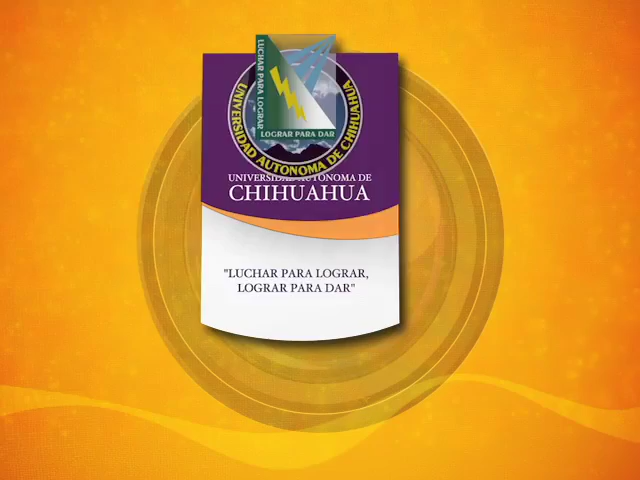 LUCHAR PARA LOGRAR
LOGRAR PARA DAR
UNIVERSIDAD AUTONOMA DE CHIHUAHUA
UNIVERSIDAD AUTONOMA DE
CHIHUAHUA
"LUCHAR PARA LOGRAR,
LOGRAR PARA DAR"